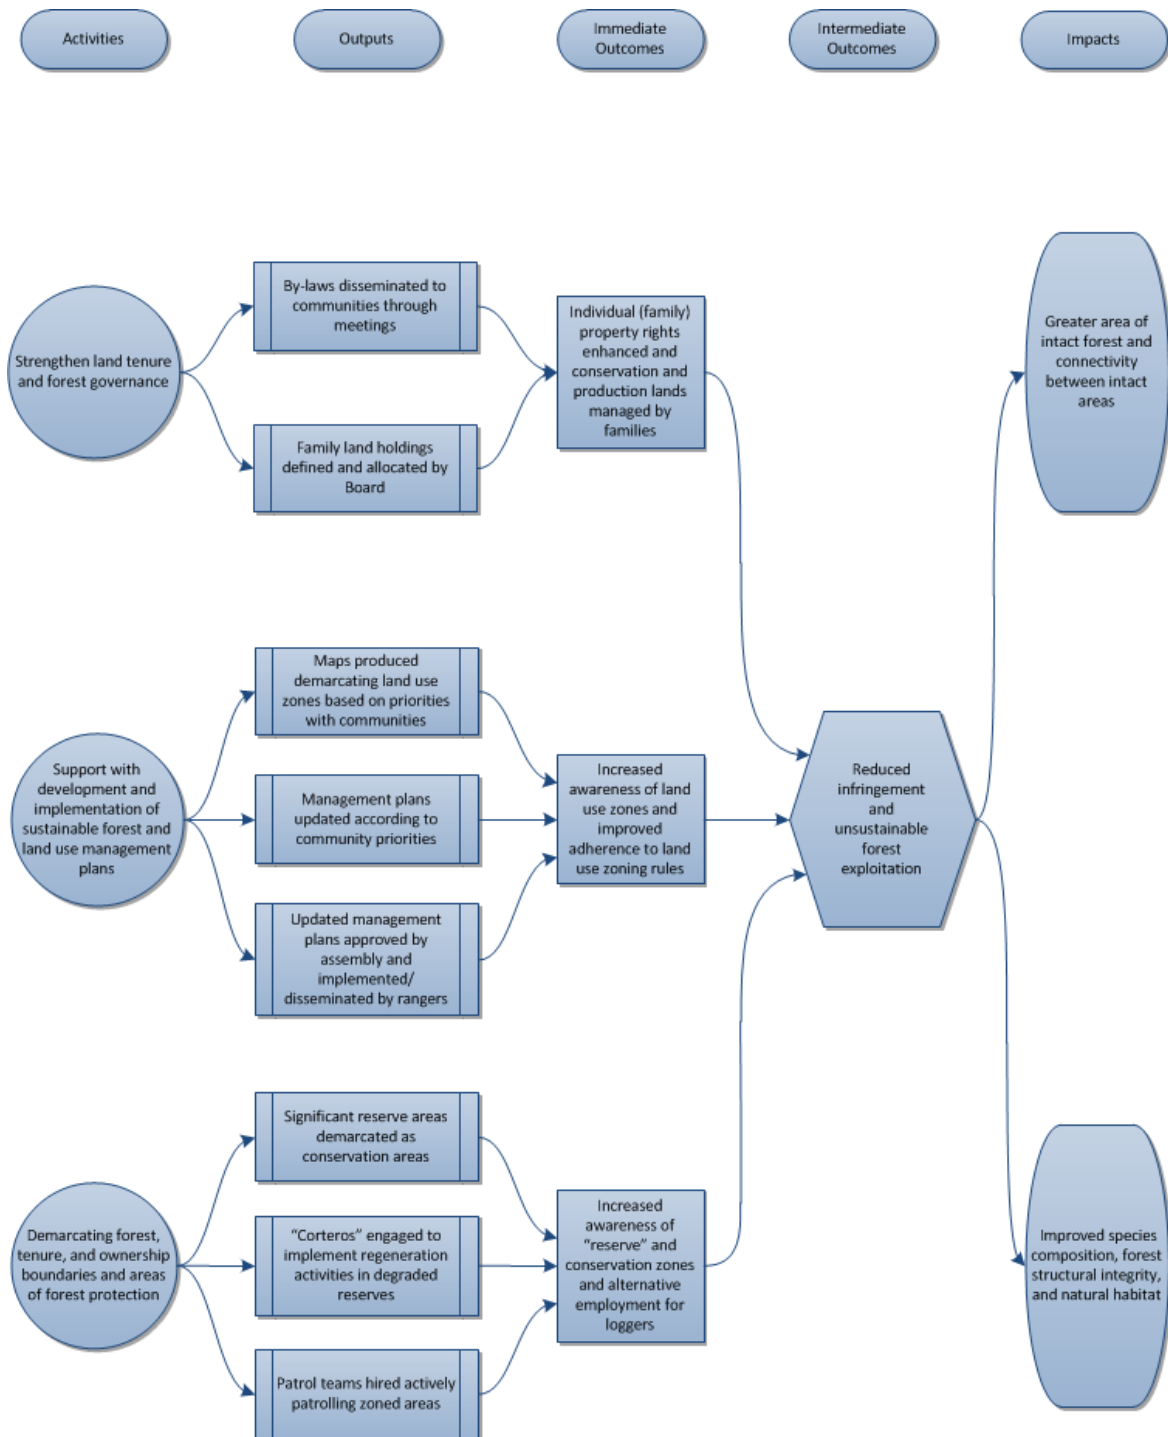 Activities
Outputs
Immediate
Outcomes
Intermediate
Outcomes
Impacts
Strengthen land tenure
and forest governance
By-laws disseminated to
communities through
meetings
Family land holdings
defined and allocated by
Board
Individual (family)
property rights
enhanced and
conservation and
production lands
managed by
families
Greater area of
intact forest and
connectivity
between intact
areas
Support with
development and
implementation of
sustainable forest and
land use management
plans
Maps produced
demarcating land use
zones based on priorities
with communities
Management plans
updated according to
community priorities
Updated management
plans approved by
assembly and
implemented/
disseminated by rangers
Increased
awareness of land
use zones and
improved
adherence to land
use zoning rules
Reduced
infringement
and
unsustainable
forest
exploitation
Demarcating forest,
tenure, and ownership
boundaries and areas
of forest protection
Significant reserve areas
demarcated as
conservation areas
“Corteros” engaged to
implement regeneration
activities in degraded
reserves
Patrol teams hired actively
patrolling zoned areas
Increased
awareness of
“reserve” and
conservation zones
and alternative
employment for
loggers
Improved species
composition, forest
structural integrity,
and natural habitat